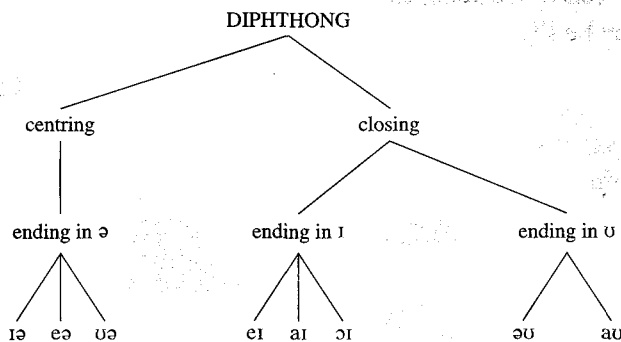 DIPHTHONG
centring closing
ending in ə ending in ɪ ending in ʊ
ɪə eə ʊə eɪ aɪ ɔɪ əʊ aʊ